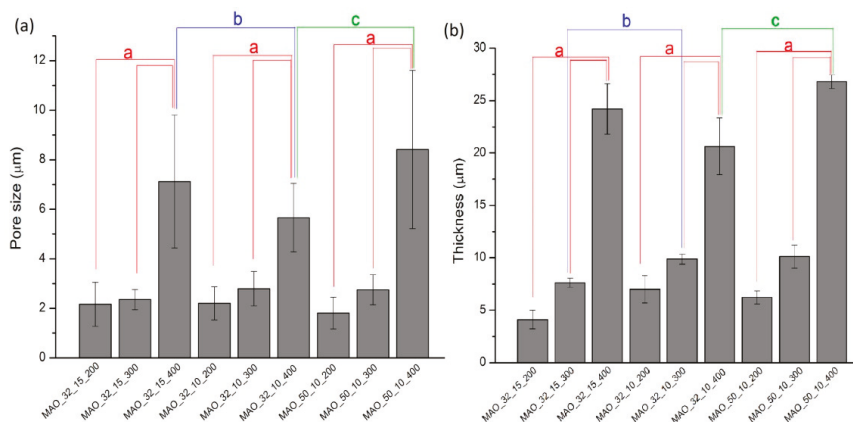 (a)
b
c
a
a
a
14
12
10
8
6
4
2
0
Pore size (μm)
MAO_32_15_200
MAO_32_15_300
MAO_32_15_400
MAO_32_10_200
MAO_32_10_300
MAO_32_10_400
MAO_50_10_200
MAO_50_10_300
MAO_50_10_400
(b)
b
c
a
a
a
30
25
20
15
10
5
0
Thickness (μm)
MAO_32_15_200
MAO_32_15_300
MAO_32_15_400
MAO_32_10_200
MAO_32_10_300
MAO_32_10_400
MAO_50_10_200
MAO_50_10_300
MAO_50_10_400